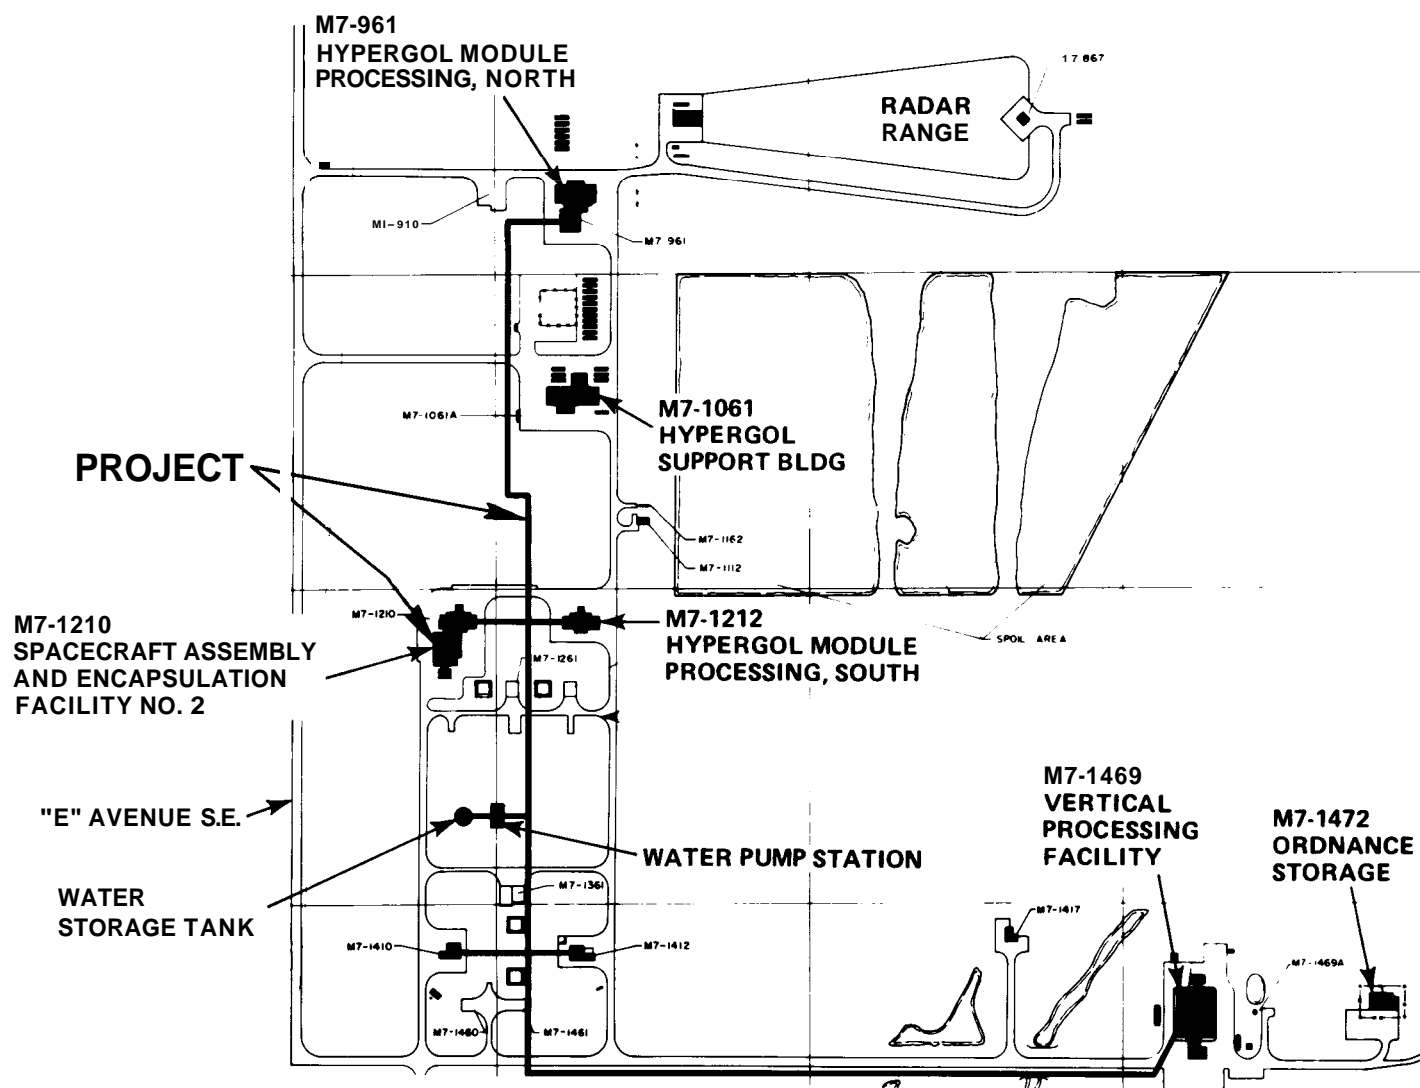 M7-961
HYPERGOL MODULE
PROCESSING, NORTH
17867
RADAR
RANGE
MI-910
M7 961
M7-1061A
M7-1061
HYPERGOL
SUPPORT BLDG
PROJECT
M7-1162
M7-1112
M7-1210
M7-1210
SPACECRAFT ASSEMBLY
AND ENCAPSULATION
FACILITY NO. 2
M7-1212
HYPERGOL MODULE
PROCESSING, SOUTH
SPOIL AREA
M7-1261
"E" AVENUE S.E.
WATER PUMP STATION
M7-1469
VERTICAL
PROCESSING
FACILITY
M7-1472
ORDNANCE
STORAGE
WATER
STORAGE TANK
M7-1361
M7-1410
M7-1412
M7-1417
M7-1469A
M7-1460
M7-1461